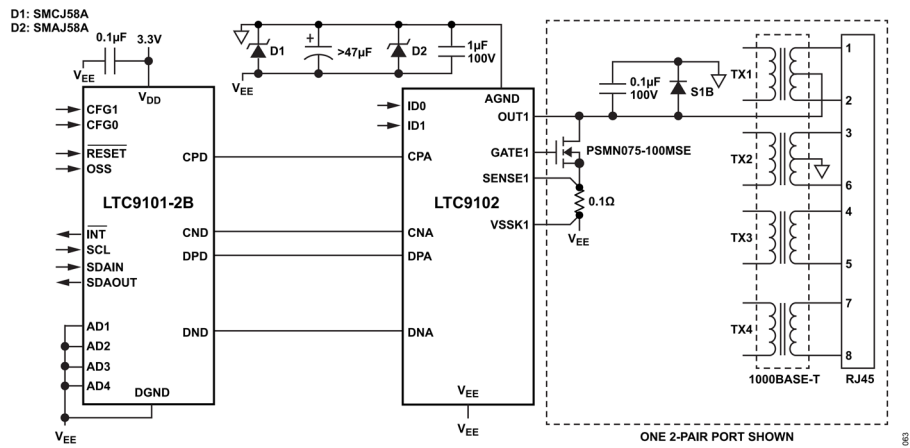 D1: SMCJ58A
D2: SMAJ58A
0.1µF
3.3V
VEE
VDD
CFG1
CFG0
RESET
OSS
INT
SCL
SDAIN
SDAOUT
AD1
AD2
AD3
AD4
VEE
LTC9101-2B
DGND
CPD
CND
DPD
DND
D1
+
>47µF
D2
1µF
100V
VEE
ID0
ID1
CPA
CNA
DPA
DNA
LTC9102
AGND
OUT1
GATE1
SENSE1
VSSK1
VEE
VEE
0.1µF
100V
S1B
PSMN075-100MSE
0.1Ω
VEE
TX1
TX2
TX3
TX4
1
2
3
6
4
5
7
8
1000BASE-T
RJ45
ONE 2-PAIR PORT SHOWN
063